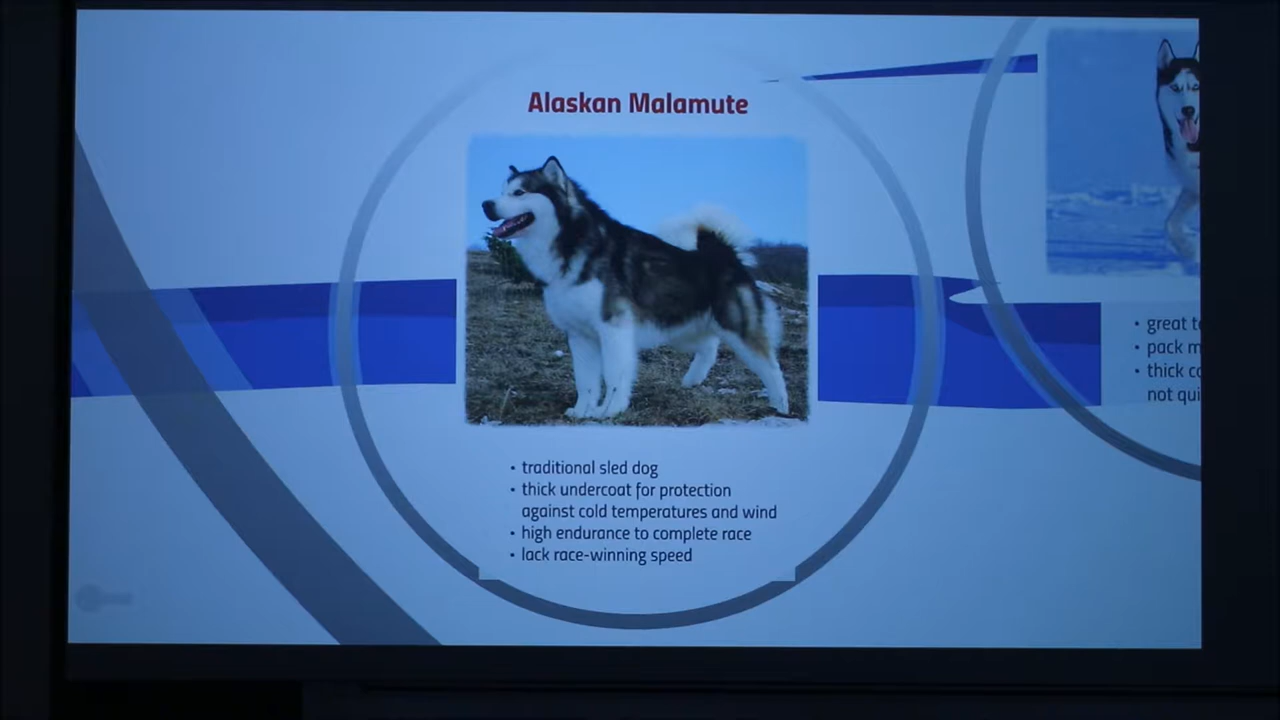 Alaskan Malamute
• traditional sled dog
• thick undercoat for protection
against cold temperatures and wind
• high endurance to complete race
• lack race-winning speed
• great
• pack
• thick
not